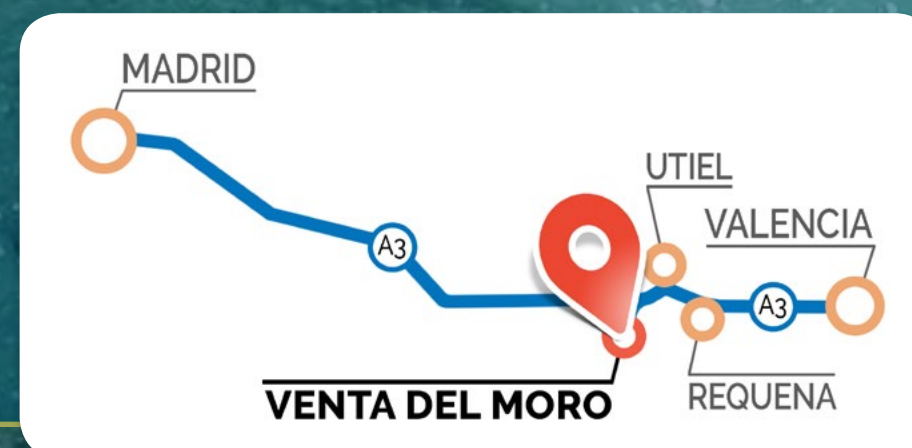 MADRID
UTIEL
VALENCIA
A3
A3
VENTA DEL MORO
REQUENA